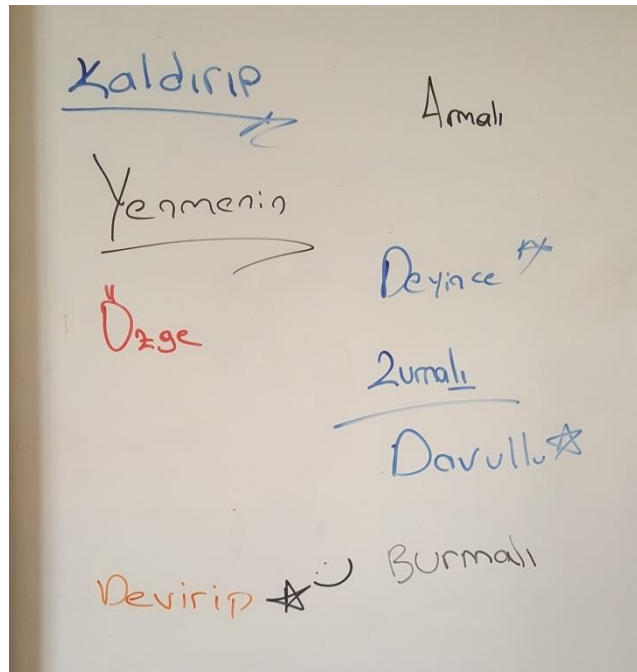 Kaldırıp
Armalı
Yenmenin
Deyince
Özge
Zurnalı
Davullu
Burmalı
Devirip